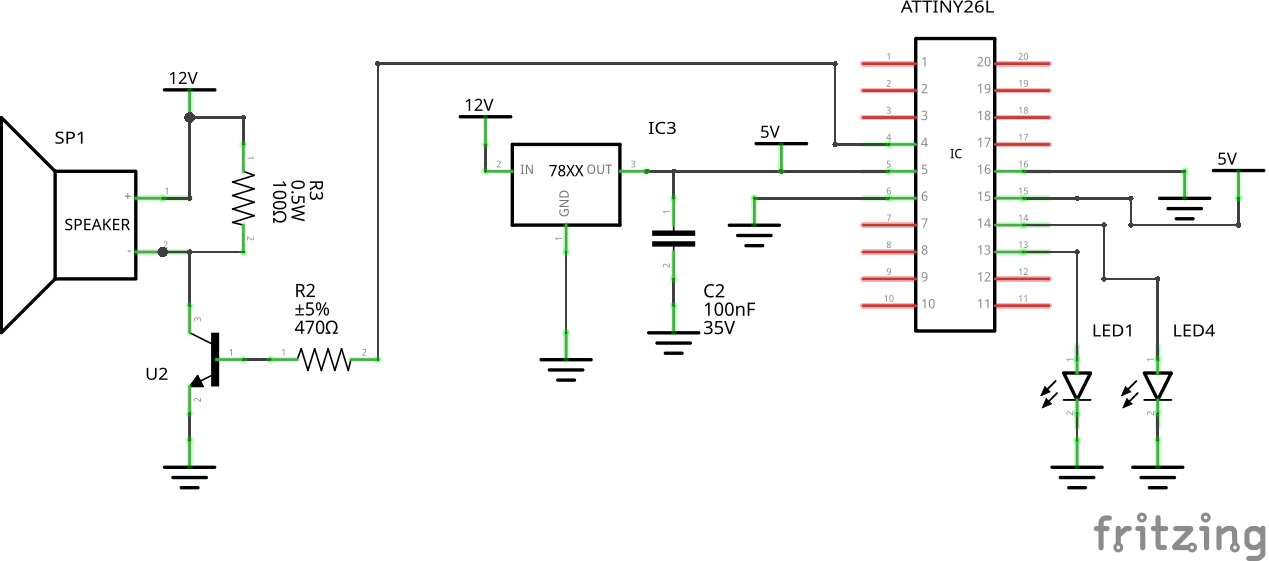 ATTINY26L
12V
SP1
SPEAKER
+
1
-
2
1
2
R3
0.5W
100Ω
3
1
2
U2
R2
±5%
470Ω
1
2
12V
IC3
2
IN
78XX
OUT
3
GND
1
5V
1
2
C2
100nF
35V
IC
1
1
2
2
3
3
4
4
5
5
6
6
7
7
8
8
9
9
10
10
20
20
19
19
18
18
17
17
16
16
15
15
14
14
13
13
12
12
11
11
5V
LED1
1
2
LED4
1
2
fritzing